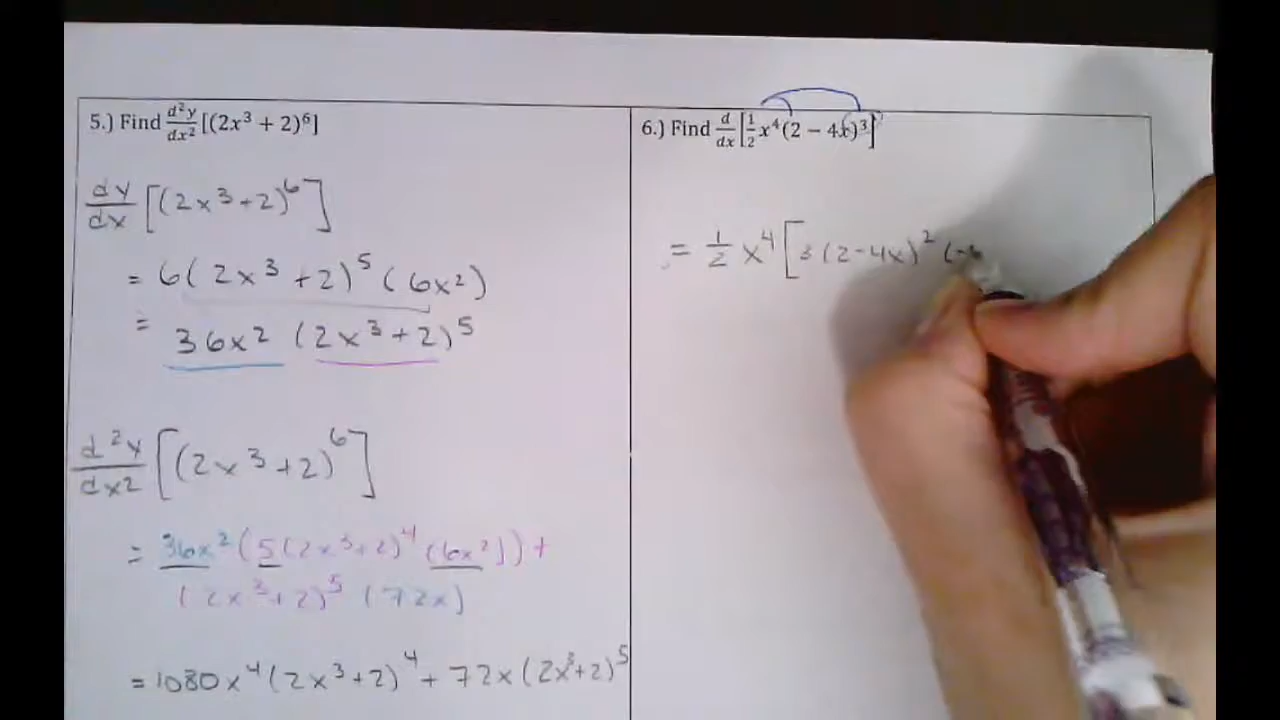 5.) Find d²y/dx² [(2x³ + 2)⁶]
dy/dx [(2x³+2)⁶]
= 6(2x³+2)⁵(6x²)
= 36x² (2x³+2)⁵
d²y/dx² [(2x³+2)⁶]
= 36x²(5(2x³+2)⁴(6x²)) +
(2x³+2)⁵ (72x)
= 1080x⁴(2x³+2)⁴ + 72x(2x³+2)⁵
6.) Find d/dx [½x⁴(2 − 4x)³]
= ½ x⁴ [3(2-4x)² (-